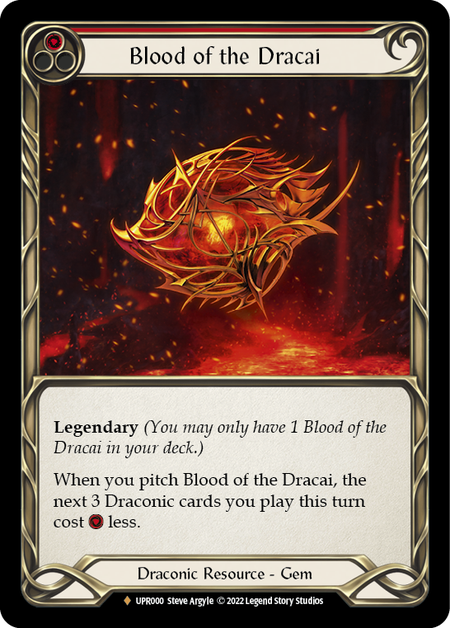 Blood of the Dracai
Legendary (You may only have 1 Blood of the
Dracai in your deck.)
When you pitch Blood of the Dracai, the
next 3 Draconic cards you play this turn
cost less.
Draconic Resource - Gem
UPR000 Steve Argyle © 2022 Legend Story Studios